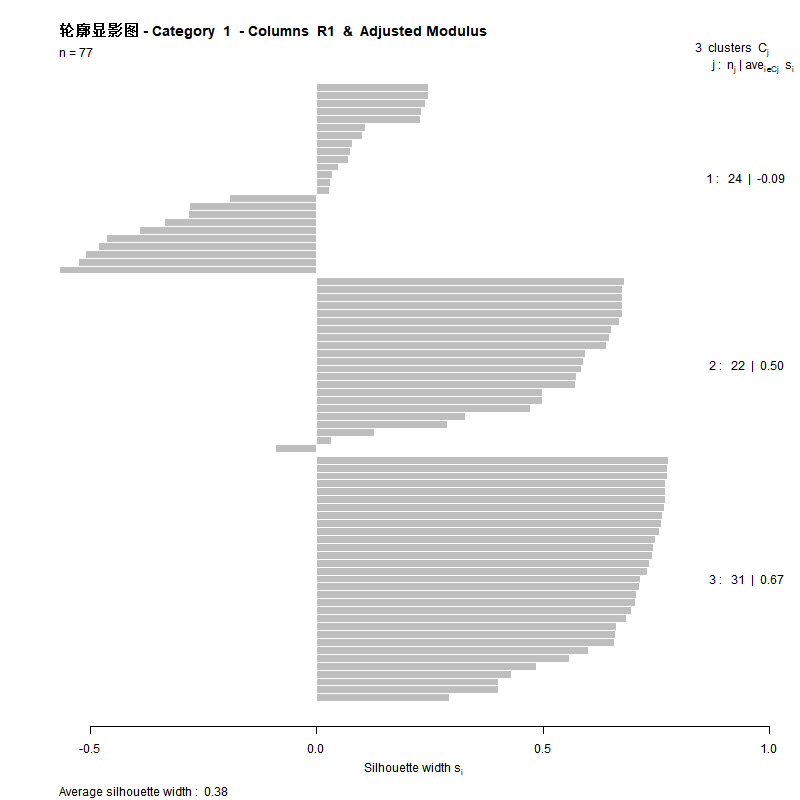 轮廓显影图 - Category 1 - Columns R1 & Adjusted Modulus
n = 77
3 clusters Cj
j : nj | avei∈Cj si
1 : 24 | -0.09
2 : 22 | 0.50
3 : 31 | 0.67
-0.5 0.0 0.5 1.0
Silhouette width si
Average silhouette width : 0.38